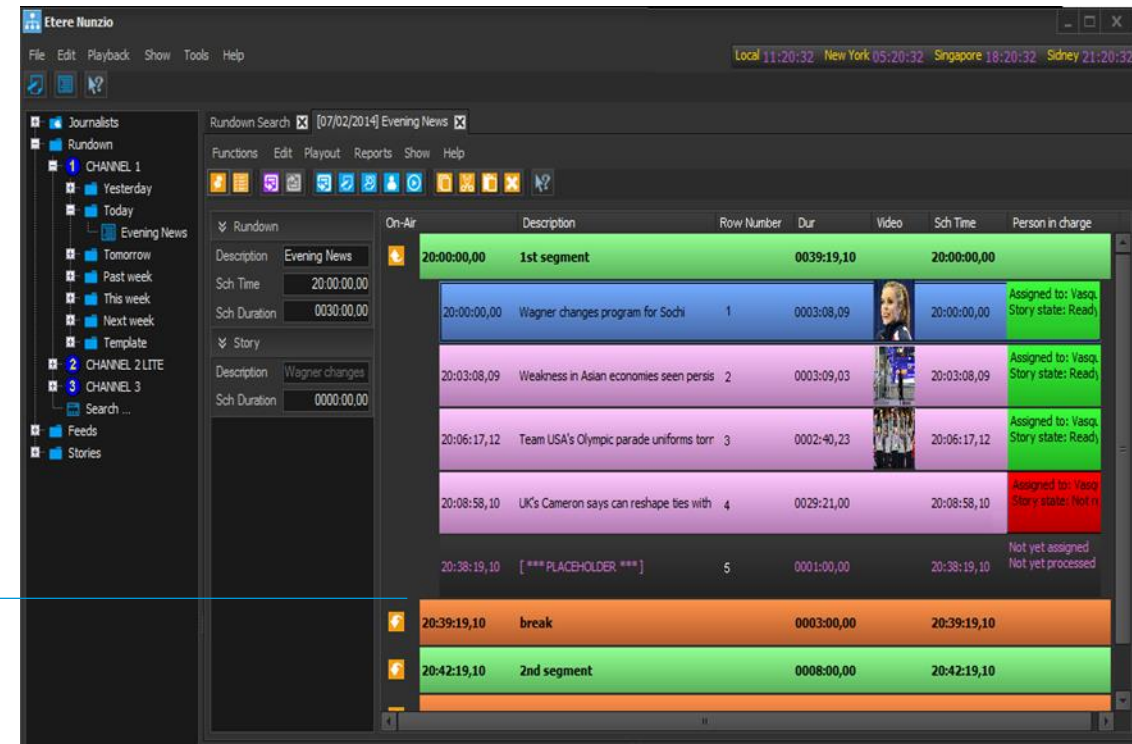 Etere Nunzio
File Edit Playback Show Tools Help
Local 11:20:32 New York 05:20:32 Singapore 18:20:32 Sidney 21:20:32
Journalists
Rundown
1 CHANNEL 1
Yesterday
Today
Evening News
Tomorrow
Past week
This week
Next week
Template
2 CHANNEL 2 LITE
3 CHANNEL 3
Search ...
Feeds
Stories
Rundown Search [07/02/2014] Evening News
Functions Edit Playout Reports Show Help
Rundown
Description Evening News
Sch Time 20:00:00,00
Sch Duration 0030:00,00
Story
Description Wagner changes
Sch Duration 0000:00,00
On-Air Description Row Number Dur Video Sch Time Person in charge
20:00:00,00 1st segment 0039:19,10 20:00:00,00
20:00:00,00 Wagner changes program for Sochi 1 0003:08,09 20:00:00,00 Assigned to: Vasqu
Story state: Ready
20:03:08,09 Weakness in Asian economies seen persis 2 0003:09,03 20:03:08,09 Assigned to: Vasqu
Story state: Ready
20:06:17,12 Team USA's Olympic parade uniforms torr 3 0002:40,23 20:06:17,12 Assigned to: Vasqu
Story state: Ready
20:08:58,10 UK's Cameron says can reshape ties with 4 0029:21,00 20:08:58,10 Assigned to: Vasq
Story state: Not r
20:38:19,10 [ *** PLACEHOLDER *** ] 5 0001:00,00 20:38:19,10 Not yet assigned
Not yet processed
20:39:19,10 break 0003:00,00 20:39:19,10
20:42:19,10 2nd segment 0008:00,00 20:42:19,10